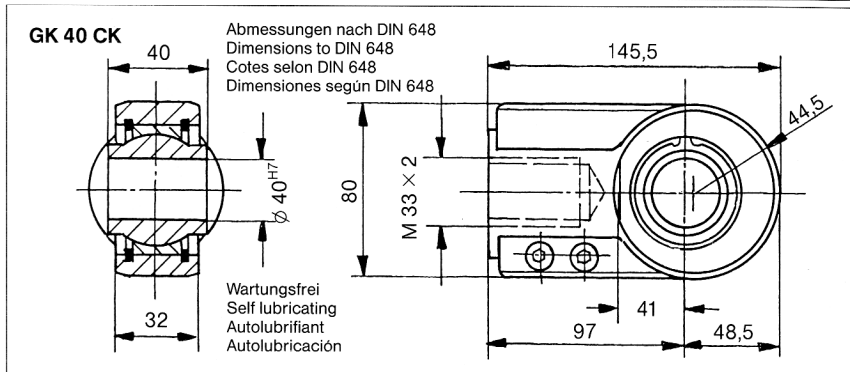 GK 40 CK
40
Abmessungen nach DIN 648
Dimensions to DIN 648
Cotes selon DIN 648
Dimensiones según DIN 648
145,5
44,5
Ø 40H7
80
M 33 × 2
32
Wartungsfrei
Self lubricating
Autolubrifiant
Autolubricación
41
97
48,5